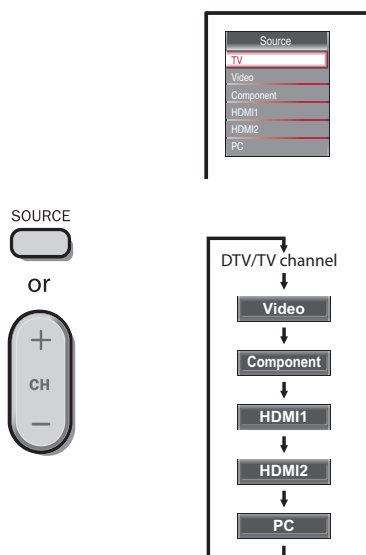 Source
TV
Video
Component
HDMI1
HDMI2
PC
SOURCE
or
+
CH
—
DTV/TV channel
Video
Component
HDMI1
HDMI2
PC